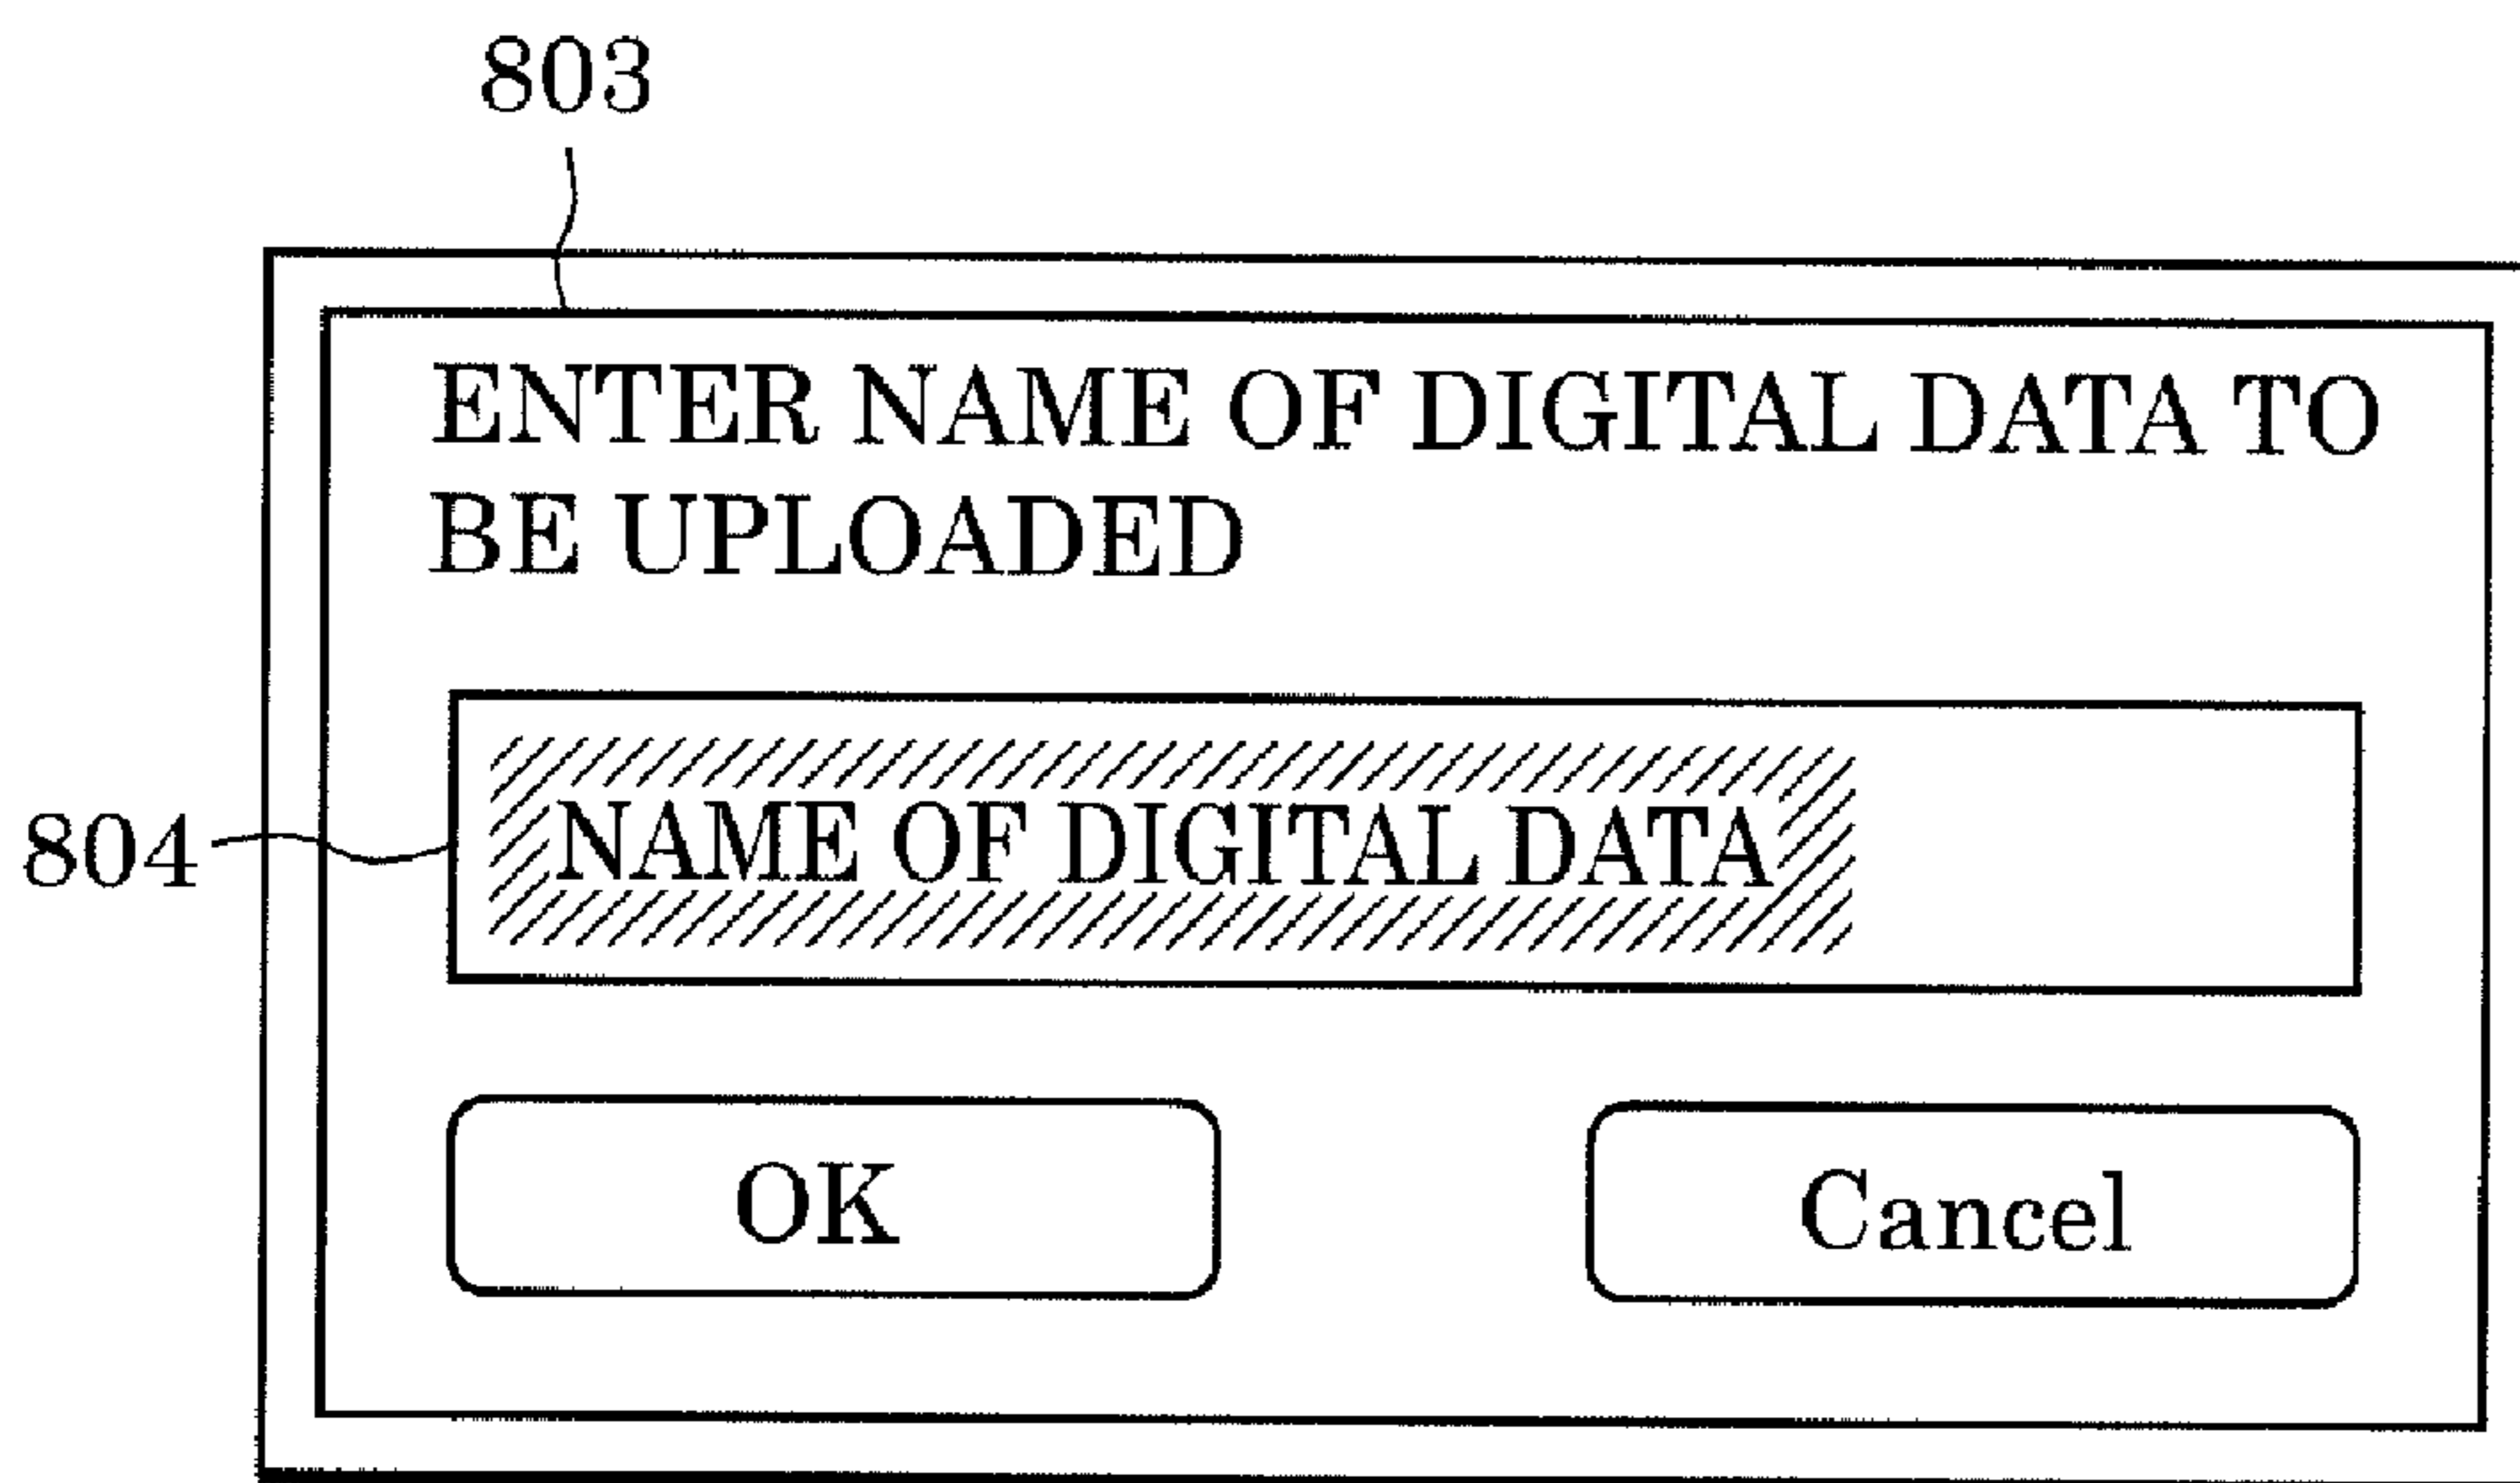 803
ENTER NAME OF DIGITAL DATA TO
BE UPLOADED
804
NAME OF DIGITAL DATA
OK
Cancel